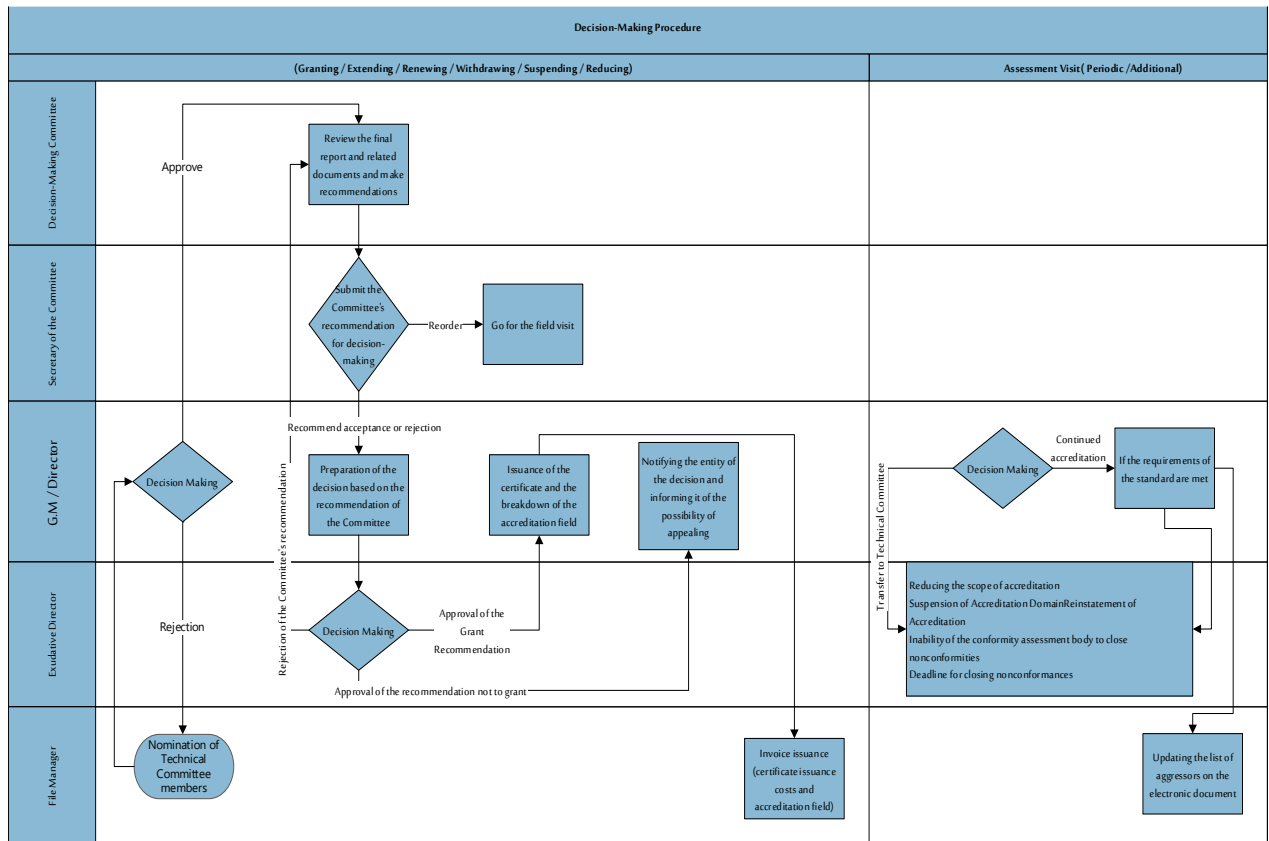 Decision-Making Procedure
(Granting / Extending / Renewing / Withdrawing / Suspending / Reducing)
Assessment Visit( Periodic /Additional)
Decision-Making Committee
Approve
Review the final
report and related
documents and make
recommendations
Secretary of the Committee
Submit the
Committee's
recommendation
for decision-
making
Reorder
Go for the field visit
G.M / Director
Decision Making
Recommend acceptance or rejection
Rejection of the Committee's recommendation
Preparation of the
decision based on the
recommendation of
the Committee
Issuance of the
certificate and the
breakdown of the
accreditation field
Notifying the entity of
the decision and
informing it of the
possibility of
appealing
Transfer to Technical Committee
Decision Making
Continued
accreditation
If the requirements of
the standard are met
Exudative Director
Rejection
Decision Making
Approval of the
Grant
Recommendation
Approval of the recommendation not to grant
Reducing the scope of accreditation
Suspension of Accreditation DomainReinstatement of
Accreditation
Inability of the conformity assessment body to close
nonconformities
Deadline for closing nonconformances
File Manager
Nomination of
Technical
Committee
members
Invoice issuance
(certificate issuance
costs and
accreditation field)
Updating the list of
aggressors on the
electronic document